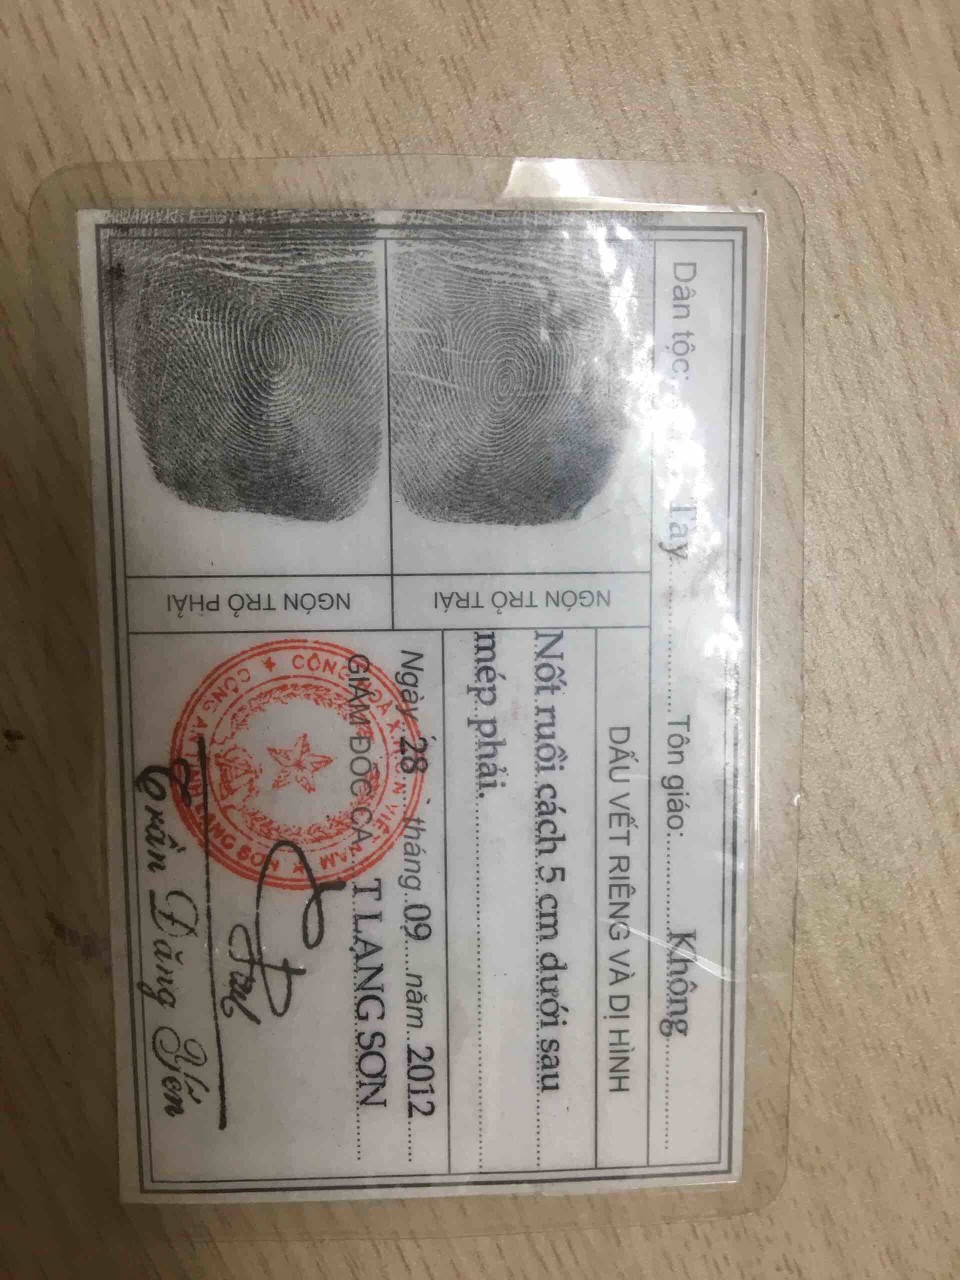 Dân tộc: Tày Tôn giáo: Không
NGÓN TRỎ TRÁI
NGÓN TRỎ PHẢI
DẤU VẾT RIÊNG VÀ DỊ HÌNH
Nốt ruồi cách 5 cm dưới sau
mép phải.
Ngày 28 tháng 09 năm 2012
GIÁM ĐỐC CA T LẠNG SƠN
Trần Đăng Yến